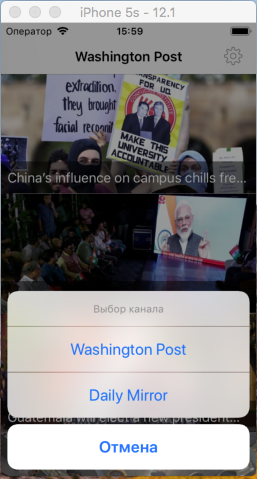 iPhone 5s - 12.1
Оператор 15:59
Washington Post
extradition.
they brought
facial recogni
TRANSPARENCY
FOR UQ.
MAKE THIS
UNIVERSITY
ACCOUNTABLE
China's influence on campus chills fre...
Guatemala will elect a new president...
Выбор канала
Washington Post
Daily Mirror
Отмена